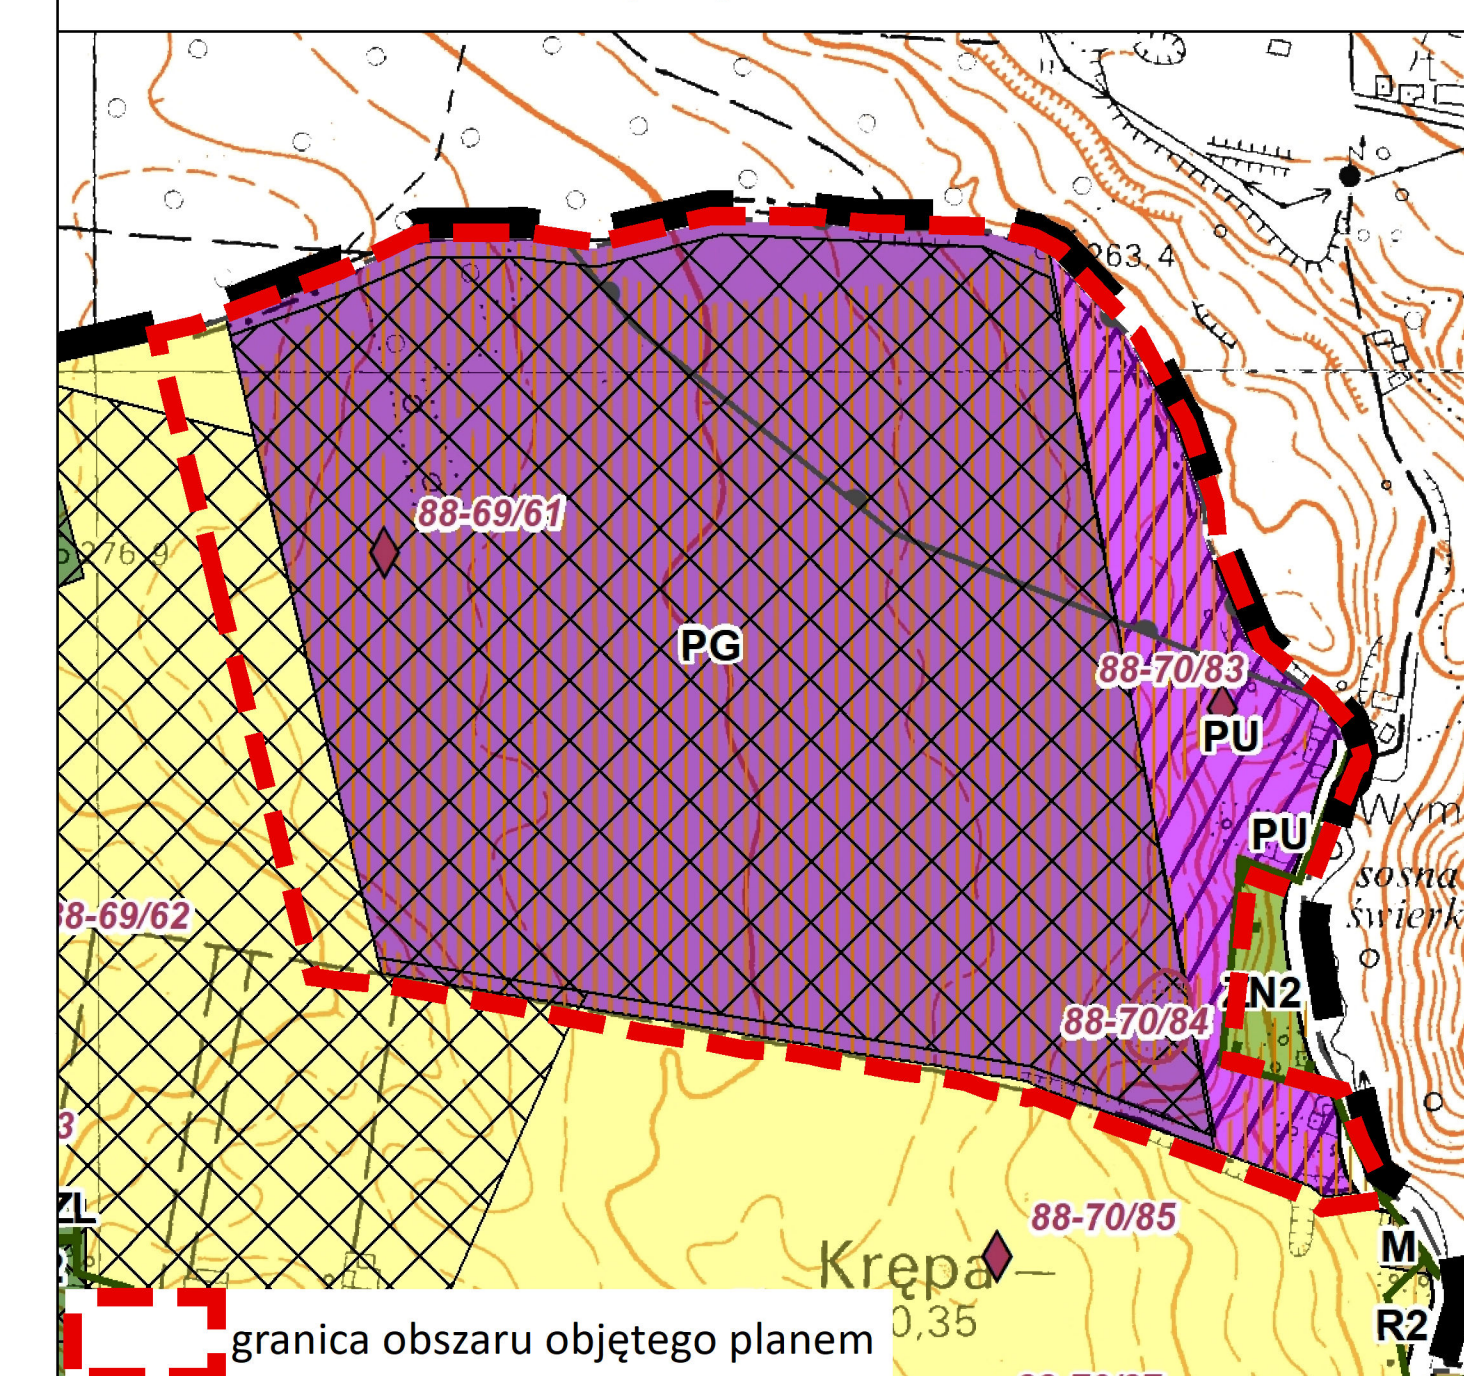 N
263,4
88-69/61
276,9
PG
88-70/83
PU
PU
Wym
sosna
świerk
88-69/62
ZN2
88-70/84
3
ZL
88-70/85
M
Krępa
0,35
R2
granica obszaru objętego planem